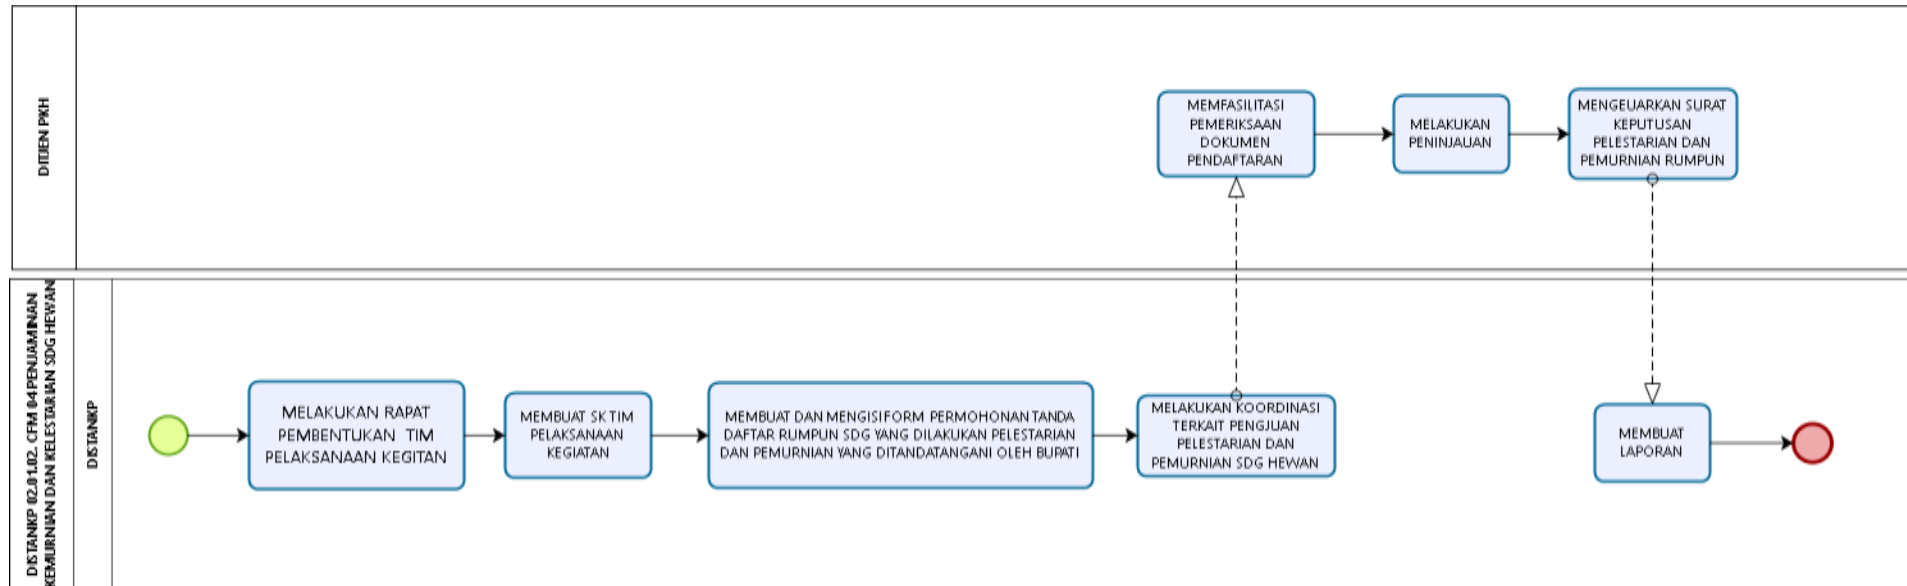 DITJEN PKH
MEMFASILITASI
PEMERIKSAAN
DOKUMEN
PENDAFTARAN
MELAKUKAN
PENINJAUAN
MENGEUARKAN SURAT
KEPUTUSAN
PELESTARIAN DAN
PEMURNIAN RUMPUN
DISTANKP 02.01.02. CFM 04 PENJAMINAN
KEMURNIAN DAN KELESTARIAN SDG HEWAN
DISTANKP
MELAKUKAN RAPAT
PEMBENTUKAN TIM
PELAKSANAAN KEGITAN
MEMBUAT SK TIM
PELAKSANAAN
KEGIATAN
MEMBUAT DAN MENGISI FORM PERMOHONAN TANDA
DAFTAR RUMPUN SDG YANG DILAKUKAN PELESTARIAN
DAN PEMURNIAN YANG DITANDATANGANI OLEH BUPATI
MELAKUKAN KOORDINASI
TERKAIT PENGJUAN
PELESTARIAN DAN
PEMURNIAN SDG HEWAN
MEMBUAT
LAPORAN